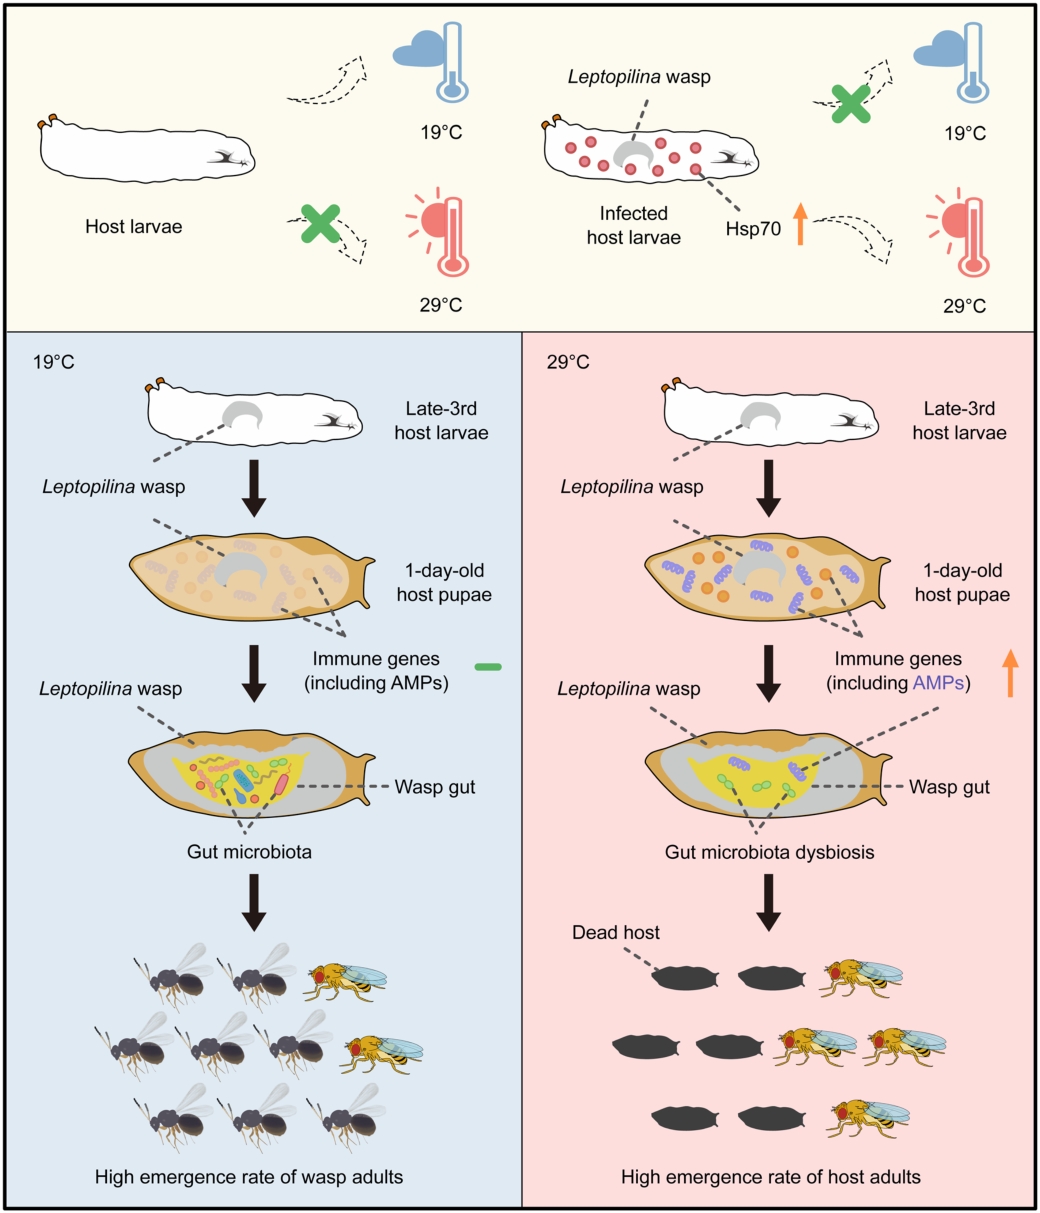 Leptopilina wasp
19°C
19°C
Host larvae
Infected
host larvae
Hsp70
29°C
29°C
19°C
Late-3rd
host larvae
Leptopilina wasp
1-day-old
host pupae
Immune genes
(including AMPs)
Leptopilina wasp
Wasp gut
Gut microbiota
High emergence rate of wasp adults
29°C
Late-3rd
host larvae
Leptopilina wasp
1-day-old
host pupae
Immune genes
(including AMPs)
Leptopilina wasp
Wasp gut
Gut microbiota dysbiosis
Dead host
High emergence rate of host adults